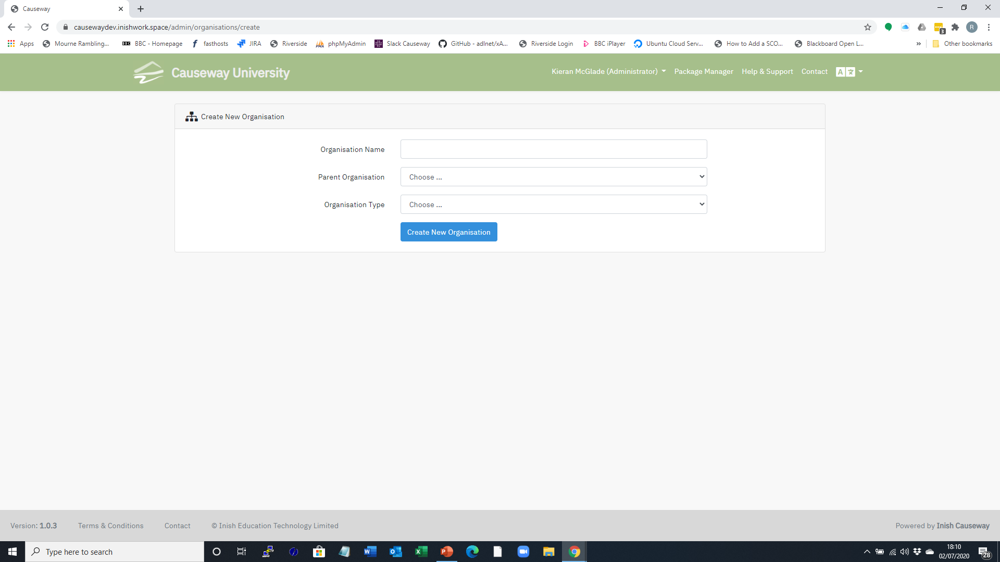 Causeway
causewaydev.inishwork.space/admin/organisations/create
3
R
Apps
Mourne Rambling...
BBC BBC - Homepage
fasthosts
JIRA
Riverside
PMA phpMyAdmin
Slack Causeway
GitHub - adlnet/xA...
Riverside Login
BBC iPlayer
Ubuntu Cloud Serv...
How to Add a SCO...
Blackboard Open L...
»
Other bookmarks
Causeway University
Kieran McGlade (Administrator)
Package Manager
Help & Support
Contact
A
Create New Organisation
Organisation Name
Parent Organisation
Choose ...
Organisation Type
Choose ...
Create New Organisation
Version: 1.0.3
Terms & Conditions
Contact
© Inish Education Technology Limited
Powered by Inish Causeway
Type here to search
18:10
02/07/2020
28